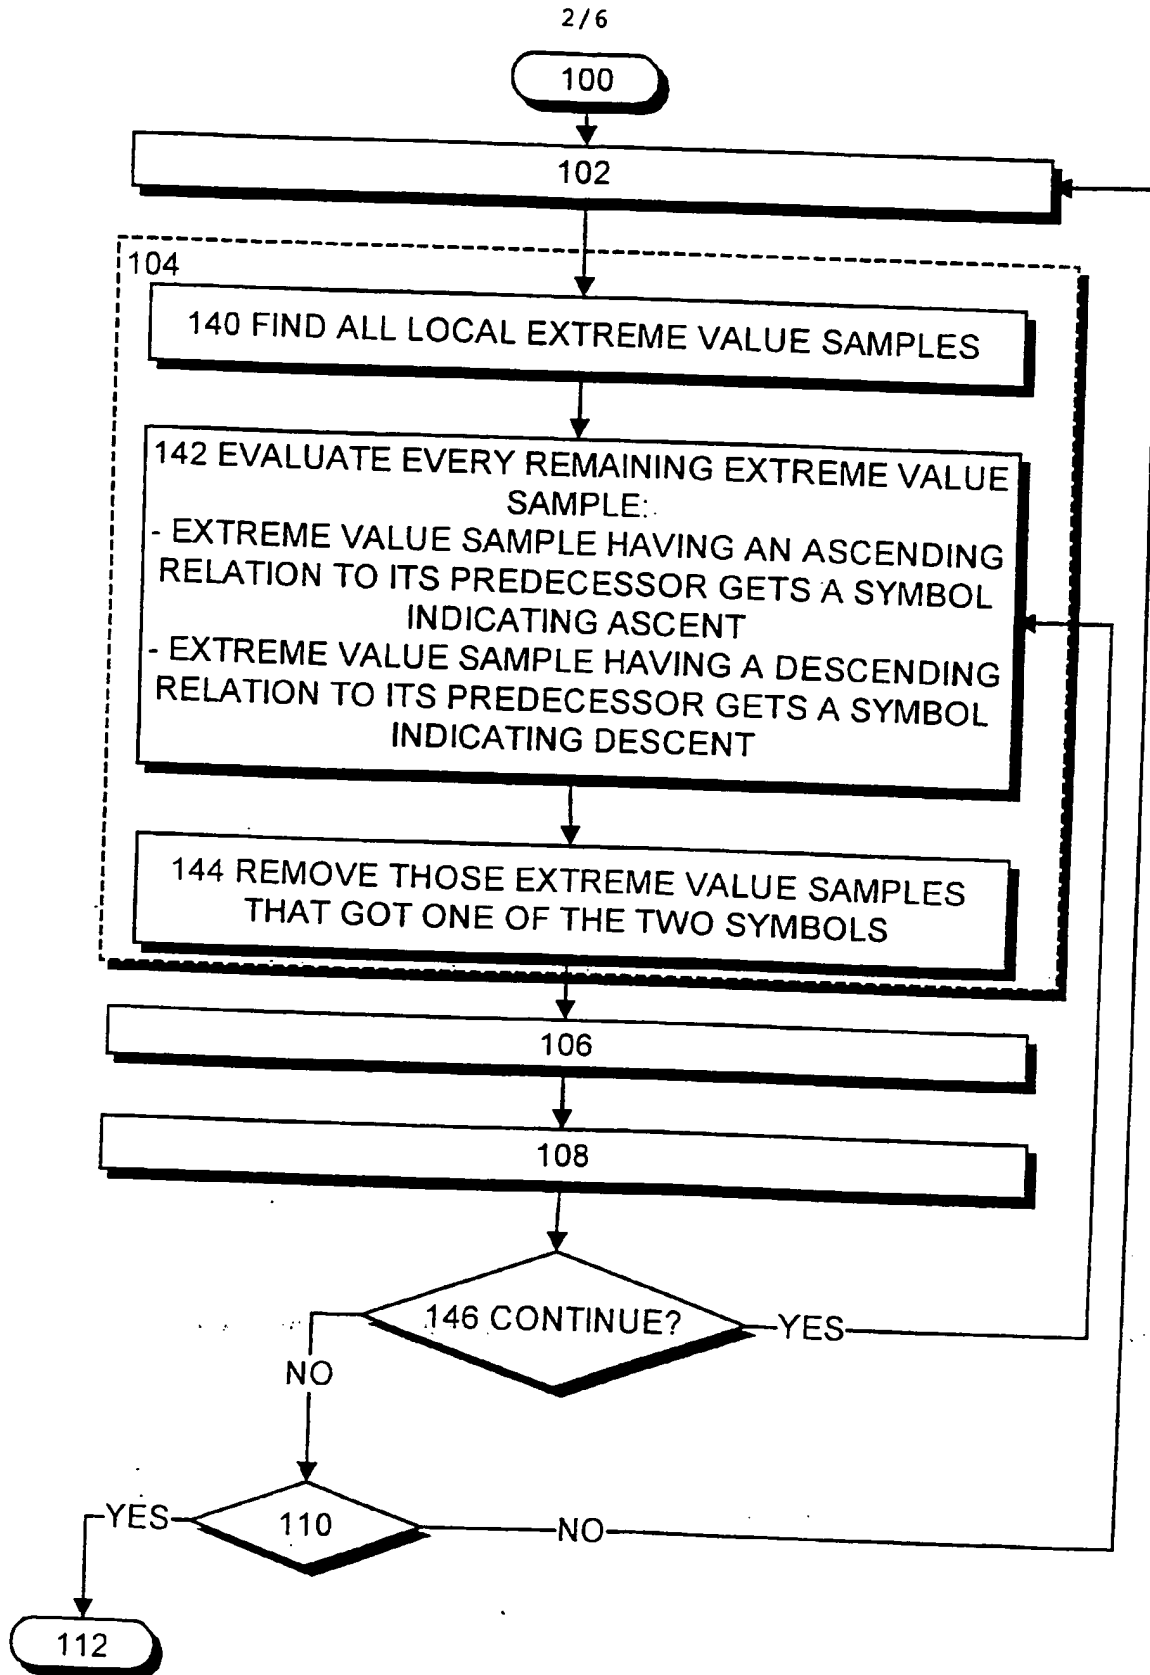 2/6
100
102
104
140 FIND ALL LOCAL EXTREME VALUE SAMPLES
142 EVALUATE EVERY REMAINING EXTREME VALUE
SAMPLE:
- EXTREME VALUE SAMPLE HAVING AN ASCENDING
RELATION TO ITS PREDECESSOR GETS A SYMBOL
INDICATING ASCENT
- EXTREME VALUE SAMPLE HAVING A DESCENDING
RELATION TO ITS PREDECESSOR GETS A SYMBOL
INDICATING DESCENT
144 REMOVE THOSE EXTREME VALUE SAMPLES
THAT GOT ONE OF THE TWO SYMBOLS
106
108
146 CONTINUE?
YES
NO
YES
110
NO
112